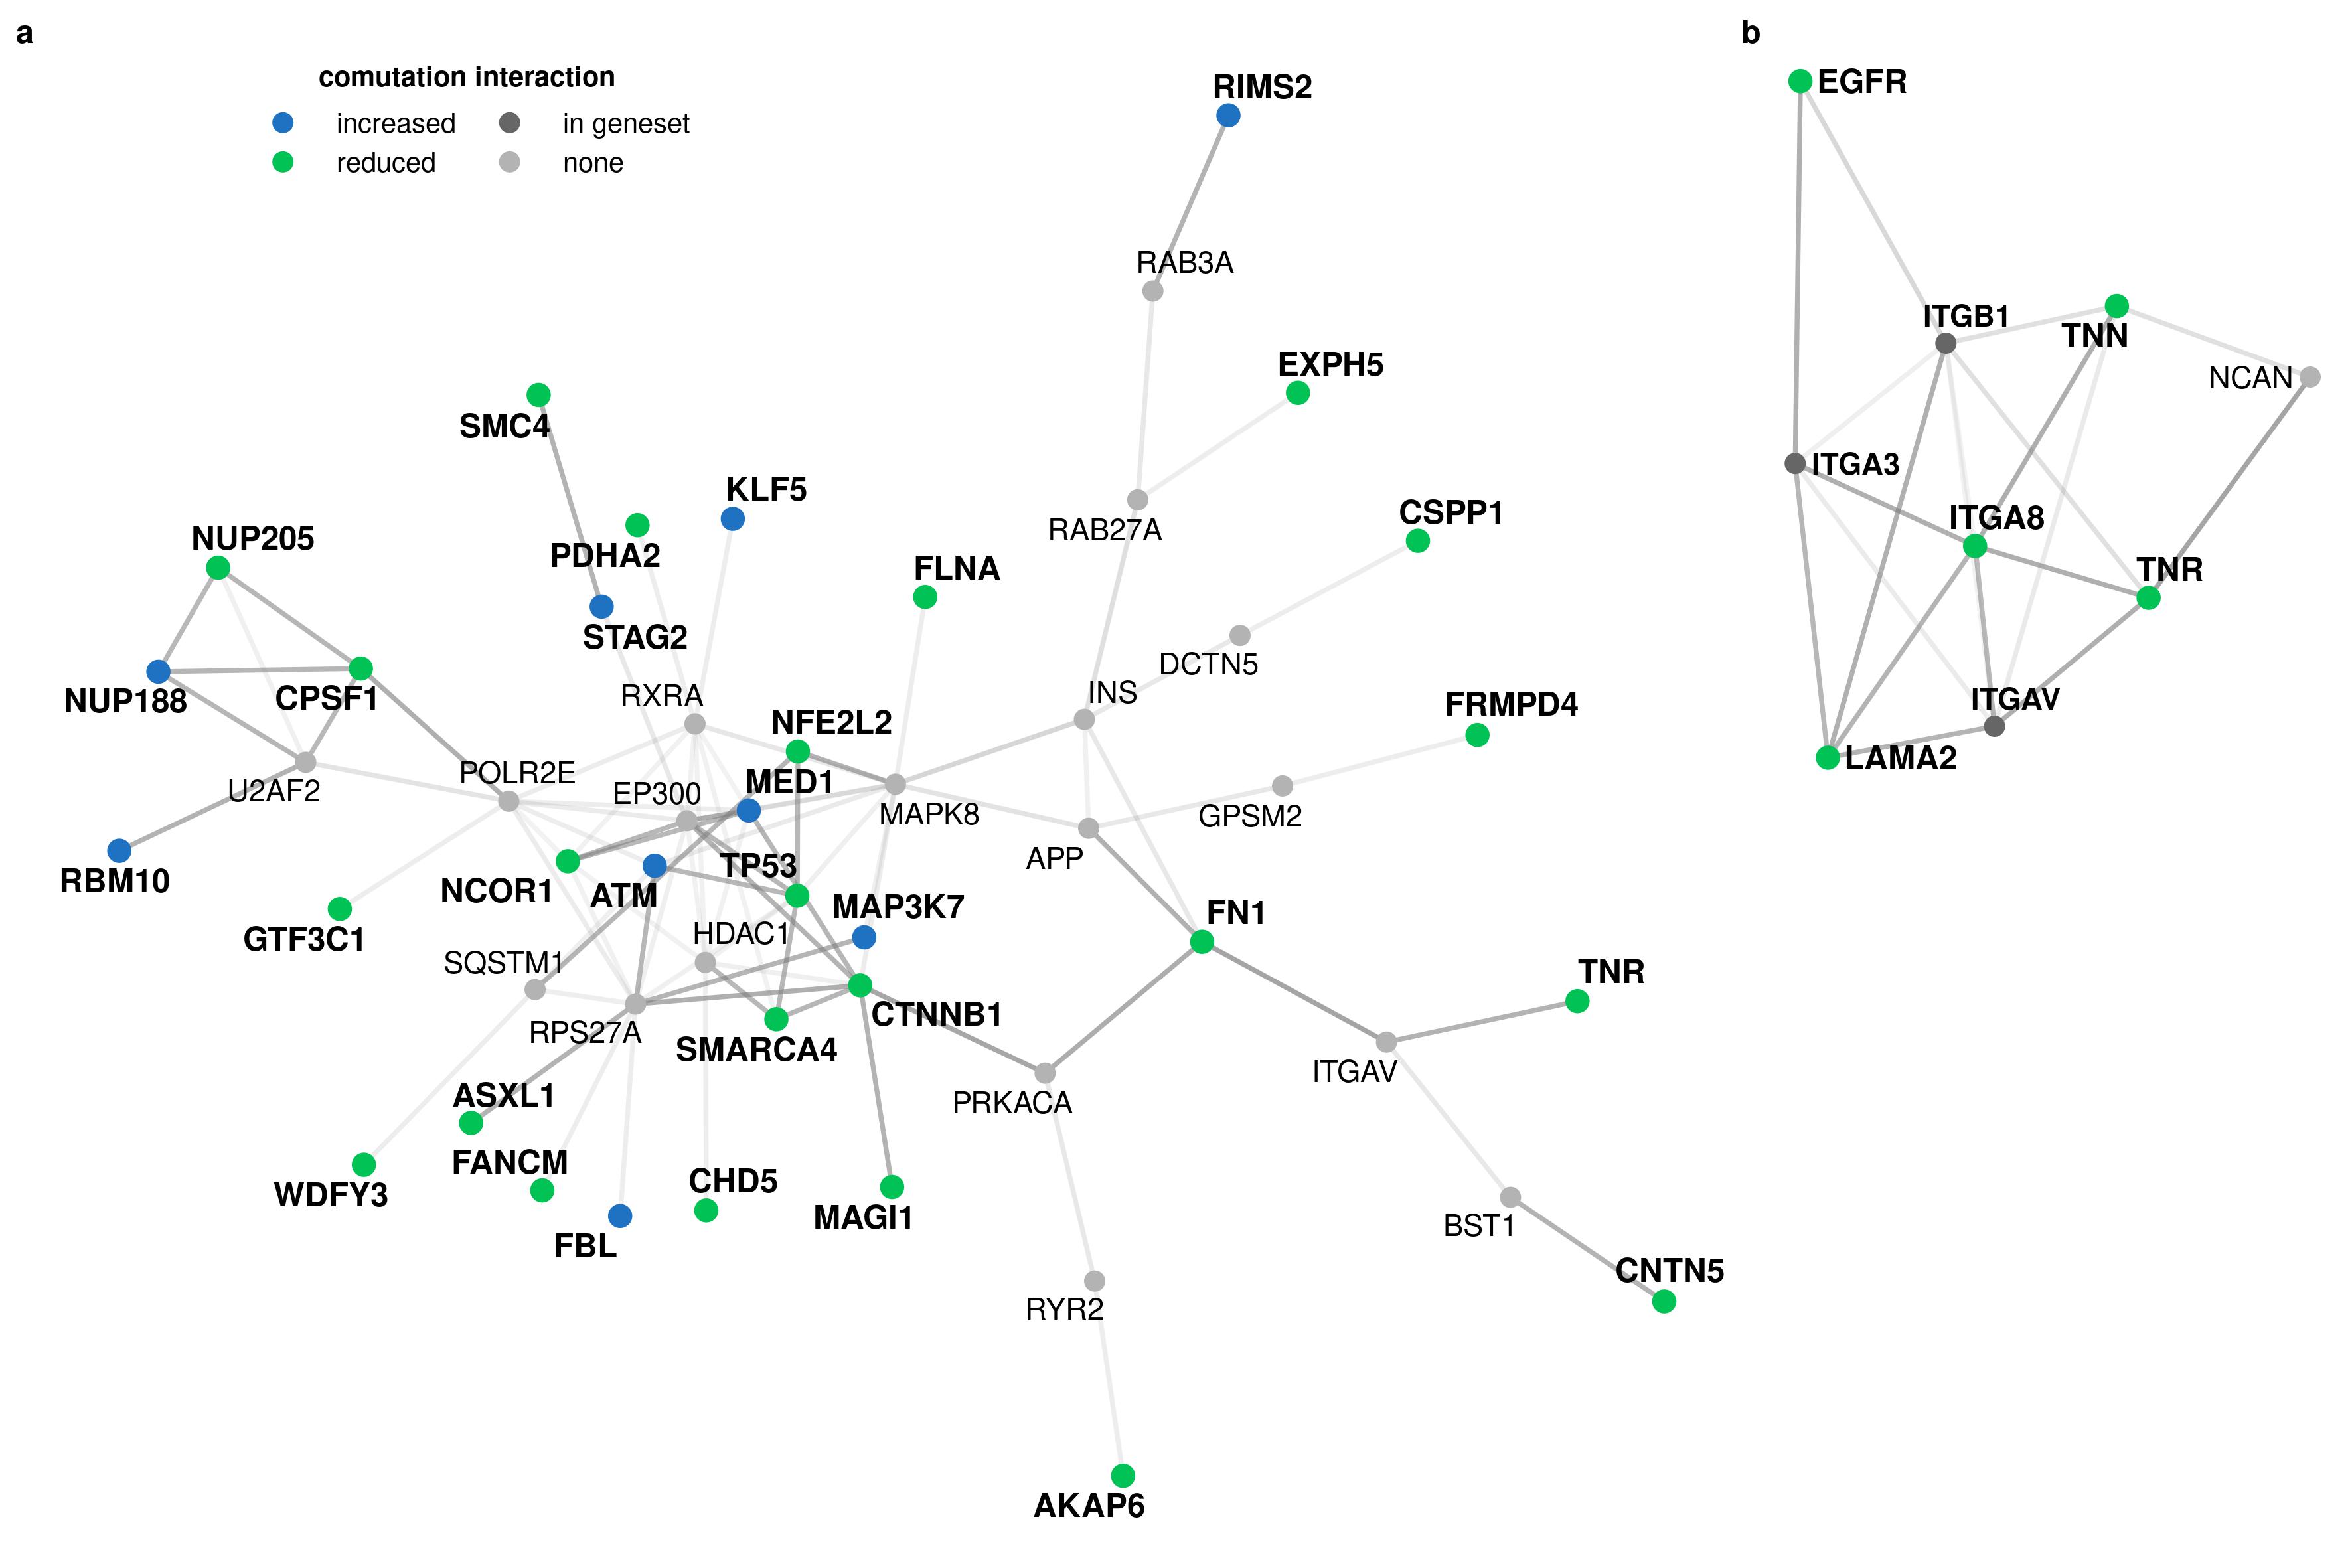 a
b
comutation interaction
increased
in geneset
reduced
none
RIMS2
EGFR
RAB3A
ITGB1
TNN
EXPH5
NCAN
SMC4
ITGA3
KLF5
CSPP1
ITGA8
RAB27A
NUP205
PDHA2
FLNA
TNR
STAG2
DCTN5
RXRA
INS
NUP188
CPSF1
ITGAV
FRMPD4
NFE2L2
LAMA2
POLR2E
MED1
U2AF2
EP300
MAPK8
GPSM2
APP
TP53
RBM10
NCOR1
ATM
MAP3K7
FN1
HDAC1
GTF3C1
SQSTM1
TNR
CTNNB1
RPS27A
SMARCA4
ITGAV
ASXL1
PRKACA
FANCM
CHD5
WDFY3
MAGI1
BST1
FBL
CNTN5
RYR2
AKAP6